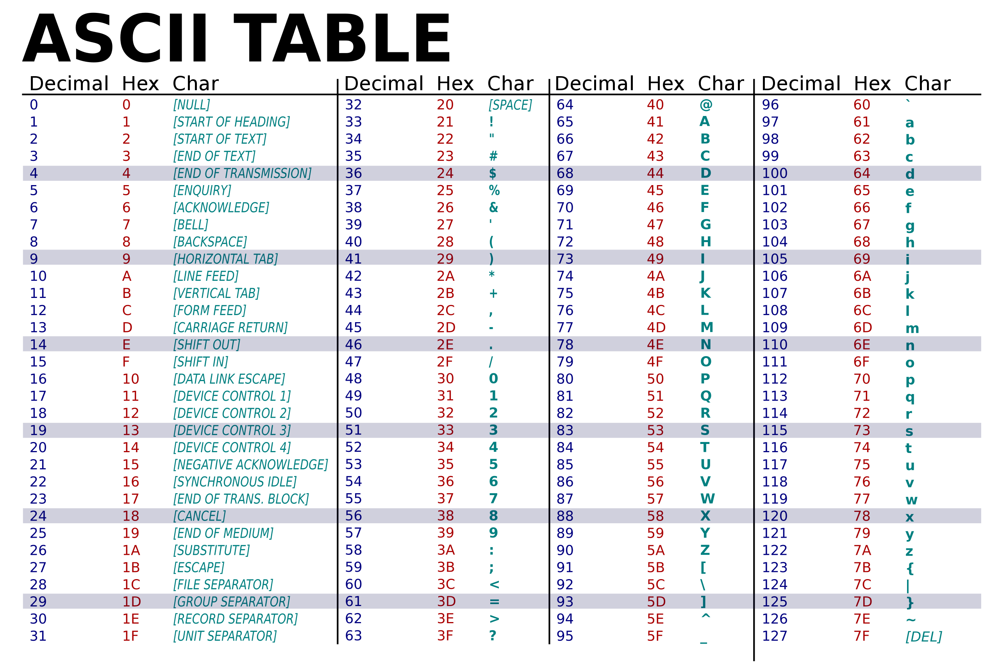 ASCII TABLE
Decimal Hex Char Decimal Hex Char Decimal Hex Char Decimal Hex Char
0 0 [NULL] 32 20 [SPACE] 64 40 @ 96 60 `
1 1 [START OF HEADING] 33 21 ! 65 41 A 97 61 a
2 2 [START OF TEXT] 34 22 " 66 42 B 98 62 b
3 3 [END OF TEXT] 35 23 # 67 43 C 99 63 c
4 4 [END OF TRANSMISSION] 36 24 $ 68 44 D 100 64 d
5 5 [ENQUIRY] 37 25 % 69 45 E 101 65 e
6 6 [ACKNOWLEDGE] 38 26 & 70 46 F 102 66 f
7 7 [BELL] 39 27 ' 71 47 G 103 67 g
8 8 [BACKSPACE] 40 28 ( 72 48 H 104 68 h
9 9 [HORIZONTAL TAB] 41 29 ) 73 49 I 105 69 i
10 A [LINE FEED] 42 2A * 74 4A J 106 6A j
11 B [VERTICAL TAB] 43 2B + 75 4B K 107 6B k
12 C [FORM FEED] 44 2C , 76 4C L 108 6C l
13 D [CARRIAGE RETURN] 45 2D - 77 4D M 109 6D m
14 E [SHIFT OUT] 46 2E . 78 4E N 110 6E n
15 F [SHIFT IN] 47 2F / 79 4F O 111 6F o
16 10 [DATA LINK ESCAPE] 48 30 0 80 50 P 112 70 p
17 11 [DEVICE CONTROL 1] 49 31 1 81 51 Q 113 71 q
18 12 [DEVICE CONTROL 2] 50 32 2 82 52 R 114 72 r
19 13 [DEVICE CONTROL 3] 51 33 3 83 53 S 115 73 s
20 14 [DEVICE CONTROL 4] 52 34 4 84 54 T 116 74 t
21 15 [NEGATIVE ACKNOWLEDGE] 53 35 5 85 55 U 117 75 u
22 16 [SYNCHRONOUS IDLE] 54 36 6 86 56 V 118 76 v
23 17 [END OF TRANS. BLOCK] 55 37 7 87 57 W 119 77 w
24 18 [CANCEL] 56 38 8 88 58 X 120 78 x
25 19 [END OF MEDIUM] 57 39 9 89 59 Y 121 79 y
26 1A [SUBSTITUTE] 58 3A : 90 5A Z 122 7A z
27 1B [ESCAPE] 59 3B ; 91 5B [ 123 7B {
28 1C [FILE SEPARATOR] 60 3C < 92 5C \ 124 7C |
29 1D [GROUP SEPARATOR] 61 3D = 93 5D ] 125 7D }
30 1E [RECORD SEPARATOR] 62 3E > 94 5E ^ 126 7E ~
31 1F [UNIT SEPARATOR] 63 3F ? 95 5F _ 127 7F [DEL]